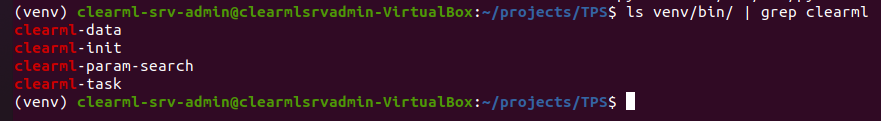 (venv) clearml-srv-admin@clearmlsrvadmin-VirtualBox:~/projects/TPS$ ls venv/bin/ | grep clearml
clearml-data
clearml-init
clearml-param-search
clearml-task
(venv) clearml-srv-admin@clearmlsrvadmin-VirtualBox:~/projects/TPS$